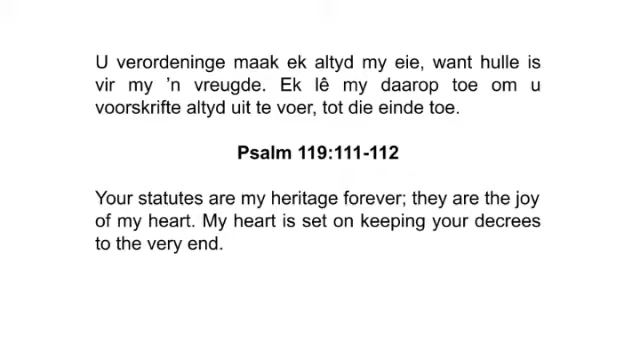 U verordeninge maak ek altyd my eie, want hulle is
vir my ’n vreugde. Ek lê my daarop toe om u
voorskrifte altyd uit te voer, tot die einde toe.
Psalm 119:111-112
Your statutes are my heritage forever; they are the joy
of my heart. My heart is set on keeping your decrees
to the very end.